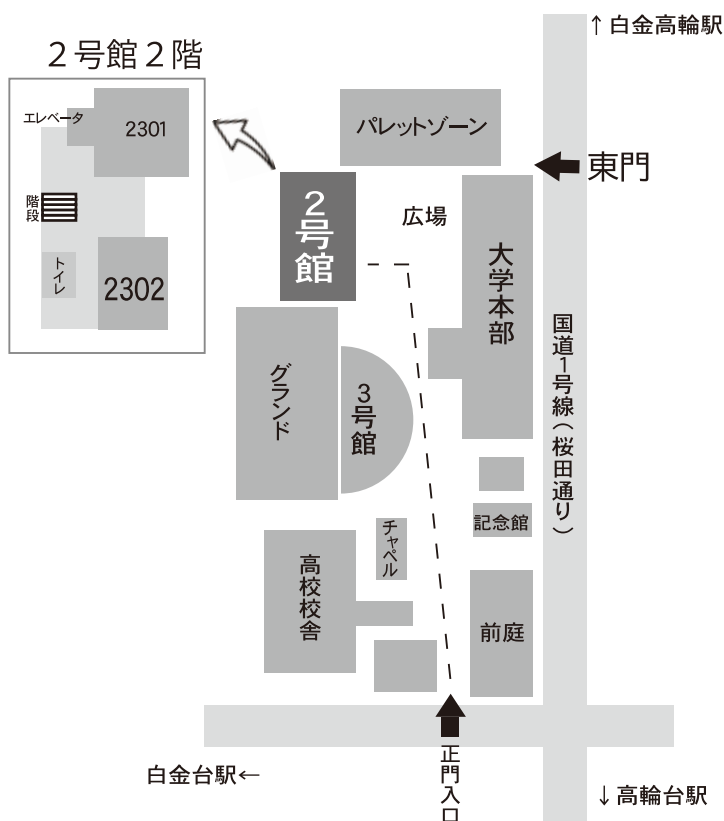 ↑白金高輪駅
2号館2階
エレベータ
2301
階段
トイレ
2302
パレットゾーン
東門
2号館
広場
大学本部
国道1号線(桜田通り)
グランド
3号館
チャペル
記念館
高校校舎
前庭
白金台駅←
正門入口
↓高輪台駅